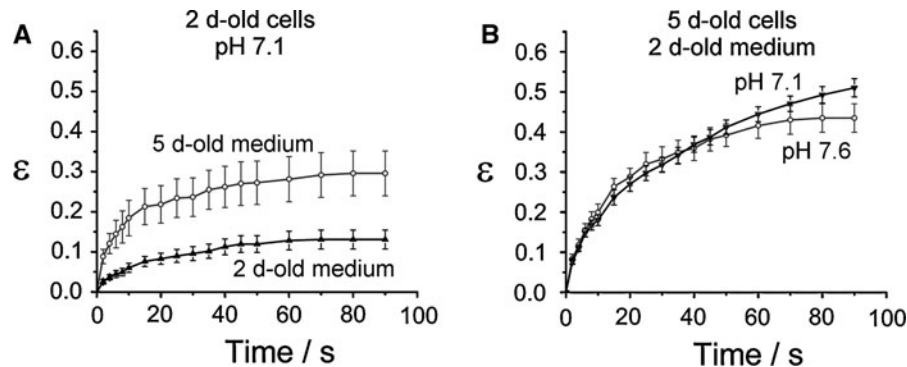 A
2 d-old cells
pH 7.1
0.6
0.5
0.4
0.3
0.2
0.1
0.0
ε
5 d-old medium
2 d-old medium
0 20 40 60 80 100
Time / s
B
5 d-old cells
2 d-old medium
0.6
0.5
0.4
0.3
0.2
0.1
0.0
ε
pH 7.1
pH 7.6
0 20 40 60 80 100
Time / s